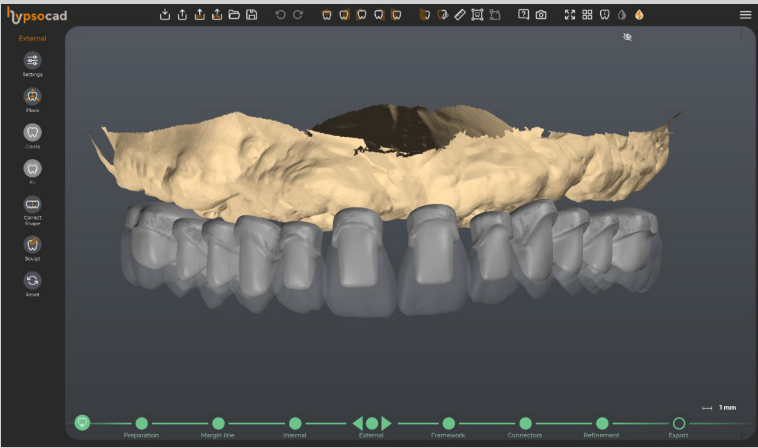 hypsocad
External
Settings
Place
Create
Fit
Correct
Shape
Sculpt
Reset
1 mm
Preparation
Margin line
Internal
External
Framework
Connectors
Refinement
Export